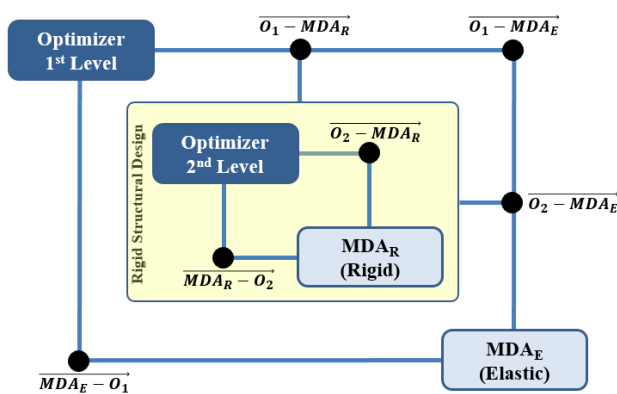 Optimizer
1st Level
O1 − MDAR
O1 − MDAE
Rigid Structural Design
Optimizer
2nd Level
O2 − MDAR
O2 − MDAE
MDAR
(Rigid)
MDAR − O2
MDAE
(Elastic)
MDAE − O1